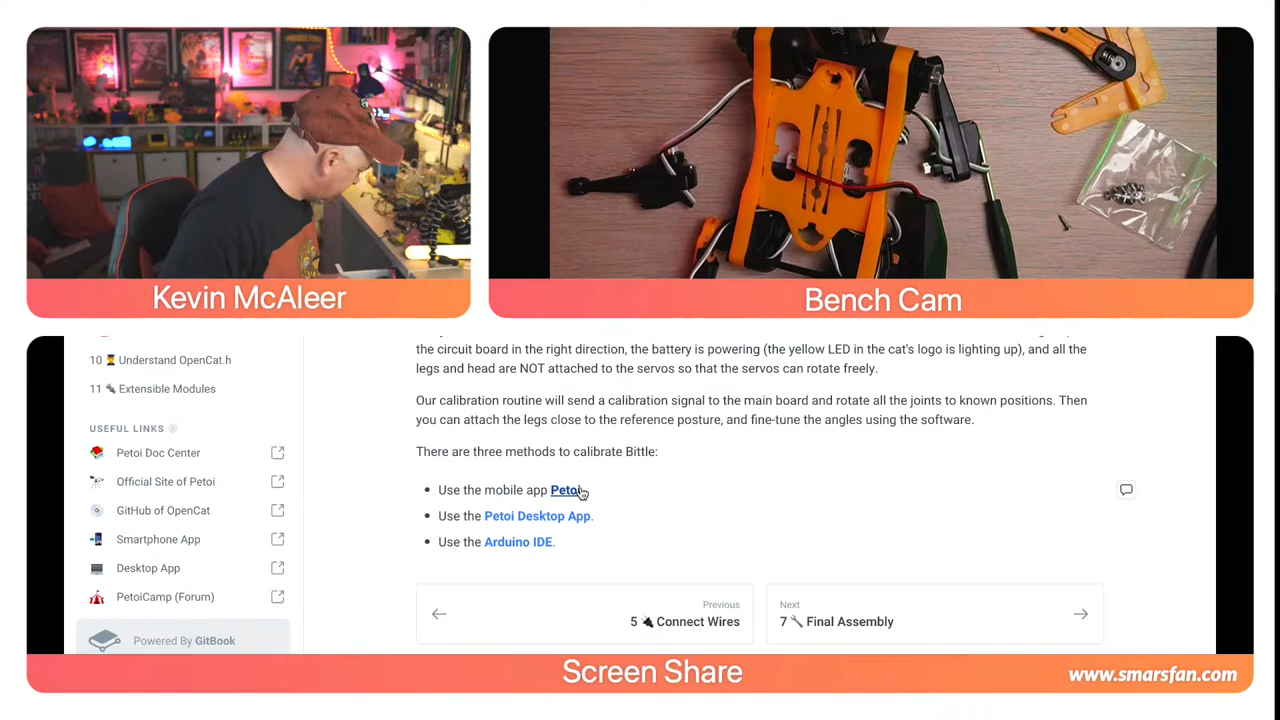 Kevin McAleer
Bench Cam
10 Understand OpenCat.h
11 Extensible Modules
USEFUL LINKS
Petoi Doc Center
Official Site of Petoi
GitHub of OpenCat
Smartphone App
Desktop App
PetoiCamp (Forum)
Powered By GitBook
the circuit board in the right direction, the battery is powering (the yellow LED in the cat's logo is lighting up), and all the
legs and head are NOT attached to the servos so that the servos can rotate freely.
Our calibration routine will send a calibration signal to the main board and rotate all the joints to known positions. Then
you can attach the legs close to the reference posture, and fine-tune the angles using the software.
There are three methods to calibrate Bittle:
Use the mobile app Petoi
Use the Petoi Desktop App.
Use the Arduino IDE.
Previous
5 Connect Wires
Next
7 Final Assembly
Screen Share
www.smarsfan.com